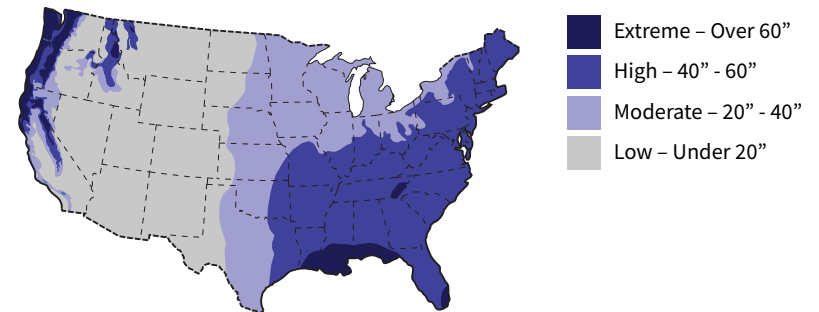 Extreme – Over 60”
High – 40” - 60”
Moderate – 20” - 40”
Low – Under 20”